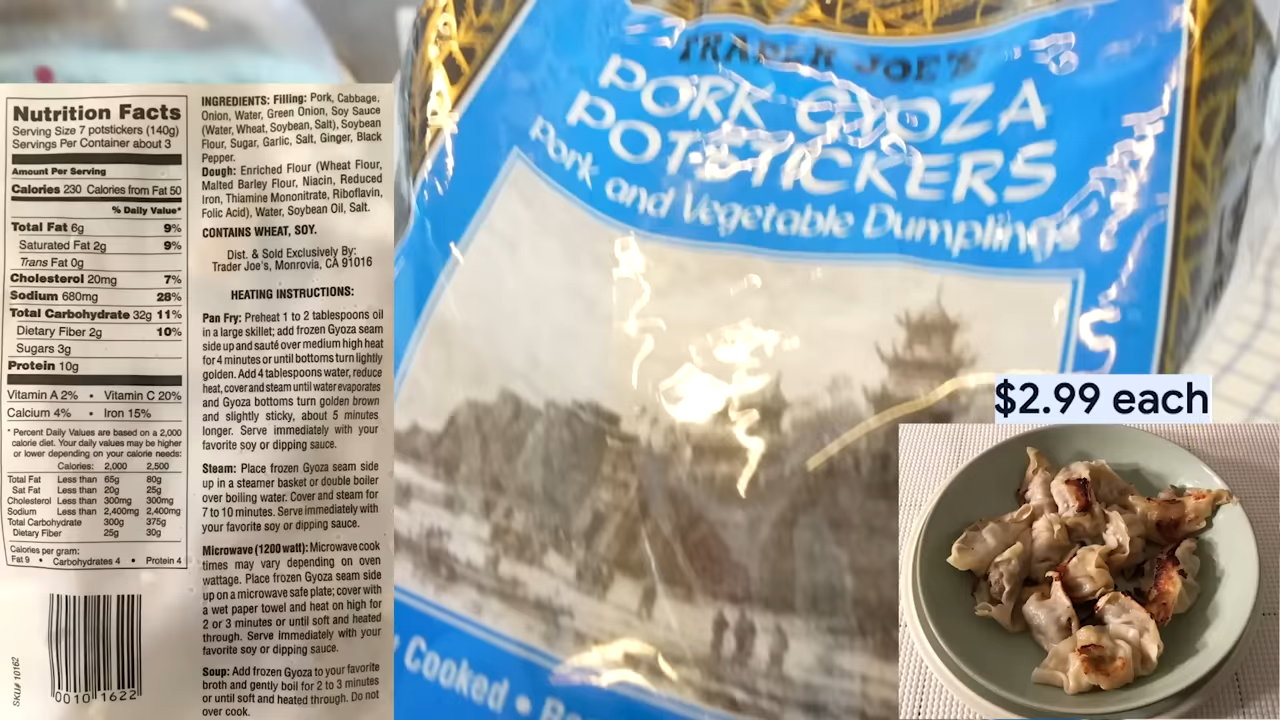 Nutrition Facts
Serving Size 7 potstickers (140g)
Servings Per Container about 3
Amount Per Serving
Calories 230 Calories from Fat 50
% Daily Value*
Total Fat 6g 9%
Saturated Fat 2g 9%
Trans Fat 0g
Cholesterol 20mg 7%
Sodium 680mg 28%
Total Carbohydrate 32g 11%
Dietary Fiber 2g 10%
Sugars 3g
Protein 10g
Vitamin A 2% • Vitamin C 20%
Calcium 4% • Iron 15%
* Percent Daily Values are based on a 2,000
calorie diet. Your daily values may be higher
or lower depending on your calorie needs:
Calories: 2,000 2,500
Total Fat Less than 65g 80g
Sat Fat Less than 20g 25g
Cholesterol Less than 300mg 300mg
Sodium Less than 2,400mg 2,400mg
Total Carbohydrate 300g 375g
Dietary Fiber 25g 30g
Calories per gram:
Fat 9 • Carbohydrates 4 • Protein 4
SKU# 10162
0010 1622
INGREDIENTS: Filling: Pork, Cabbage,
Onion, Water, Green Onion, Soy Sauce
(Water, Wheat, Soybean, Salt), Soybean
Flour, Sugar, Garlic, Salt, Ginger, Black
Pepper.
Dough: Enriched Flour (Wheat Flour,
Malted Barley Flour, Niacin, Reduced
Iron, Thiamine Mononitrate, Riboflavin,
Folic Acid), Water, Soybean Oil, Salt.
CONTAINS WHEAT, SOY.
Dist. & Sold Exclusively By:
Trader Joe's, Monrovia, CA 91016
HEATING INSTRUCTIONS:
Pan Fry: Preheat 1 to 2 tablespoons oil
in a large skillet; add frozen Gyoza seam
side up and sauté over medium high heat
for 4 minutes or until bottoms turn lightly
golden. Add 4 tablespoons water, reduce
heat, cover and steam until water evaporates
and Gyoza bottoms turn golden brown
and slightly sticky, about 5 minutes
longer. Serve immediately with your
favorite soy or dipping sauce.
Steam: Place frozen Gyoza seam side
up in a steamer basket or double boiler
over boiling water. Cover and steam for
7 to 10 minutes. Serve immediately with
your favorite soy or dipping sauce.
Microwave (1200 watt): Microwave cook
times may vary depending on oven
wattage. Place frozen Gyoza seam side
up on a microwave safe plate; cover with
a wet paper towel and heat on high for
2 or 3 minutes or until soft and heated
through. Serve immediately with your
favorite soy or dipping sauce.
Soup: Add frozen Gyoza to your favorite
broth and gently boil for 2 to 3 minutes
or until soft and heated through. Do not
over cook.
TRADER JOE'S
PORK GYOZA
POTSTICKERS
Pork and Vegetable Dumplings
Cooked •
$2.99 each